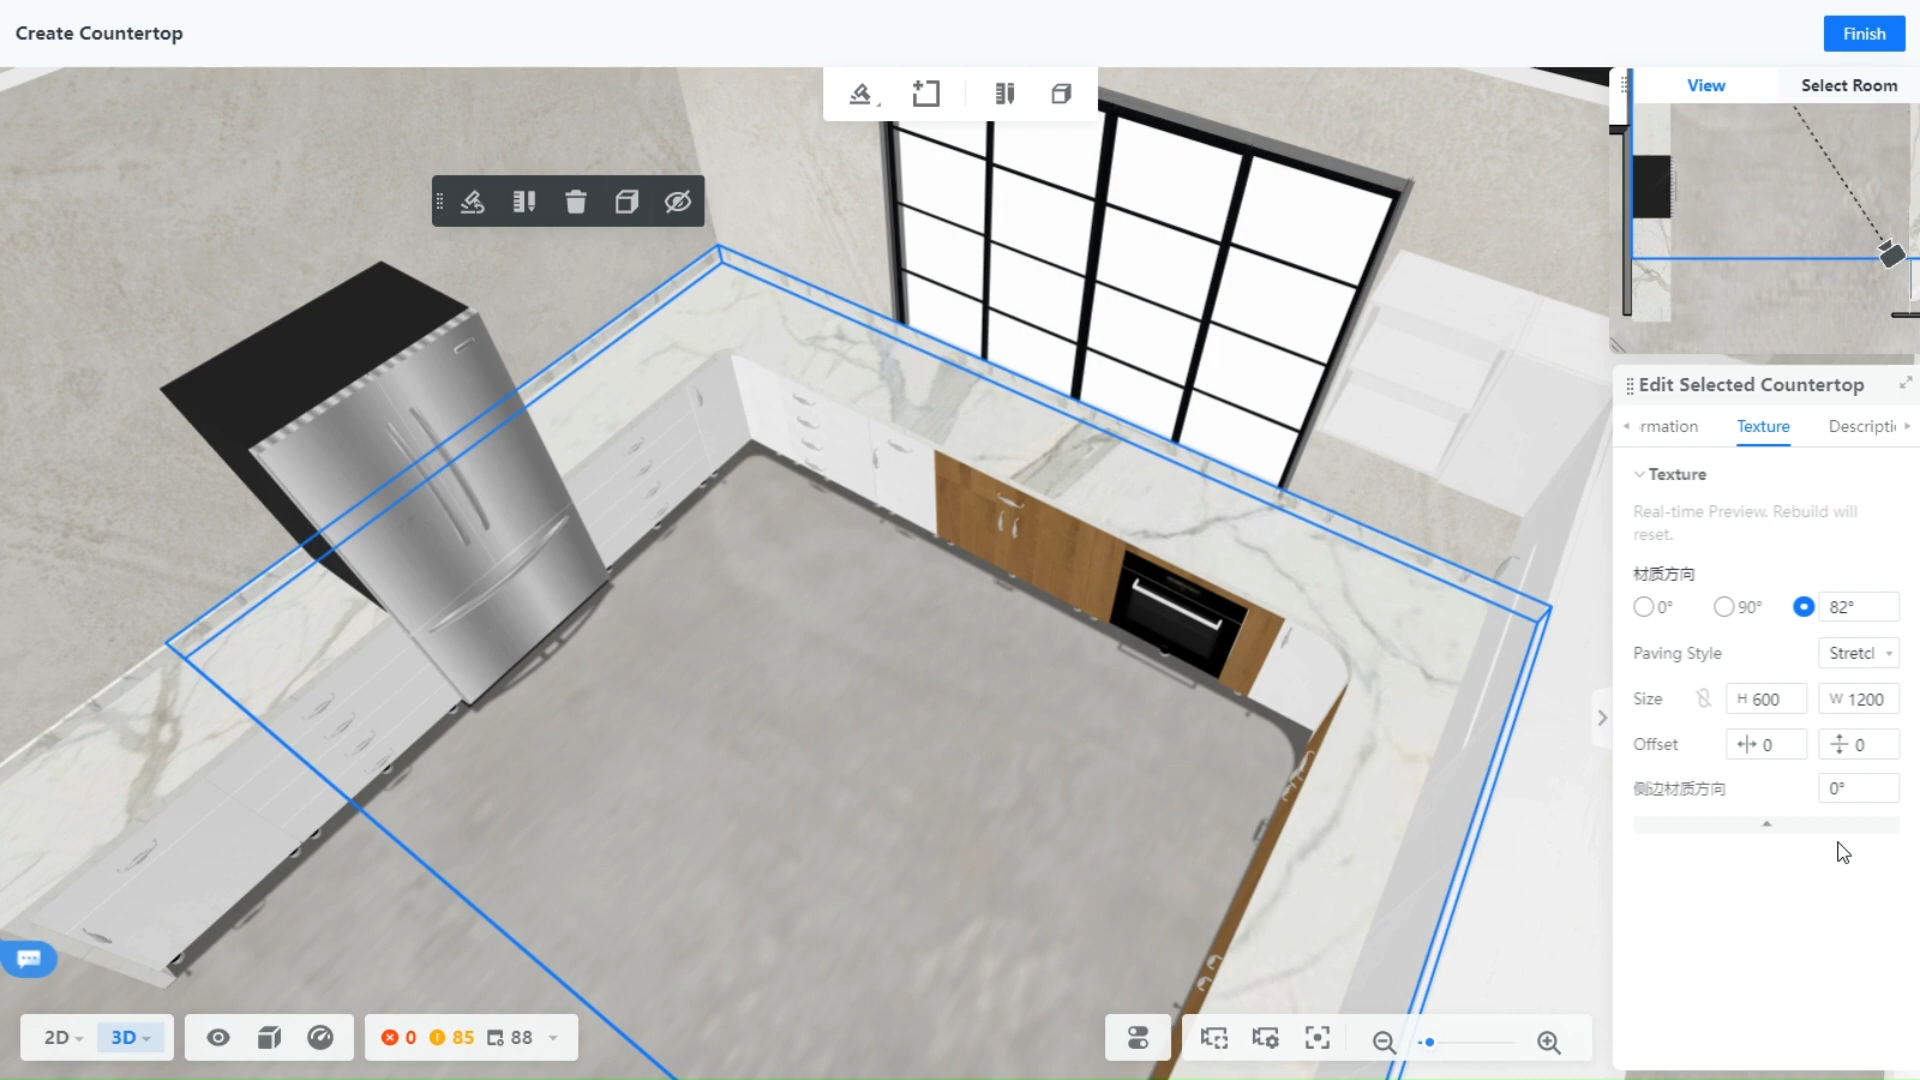 Create Countertop
Finish
View
Select Room
Edit Selected Countertop
rmation
Texture
Descripti
Texture
Real-time Preview. Rebuild will
reset.
材质方向
0°
90°
82°
Paving Style
Stretcl
Size
H 600
W 1200
Offset
0
0
侧边材质方向
0°
2D
3D
0
85
88